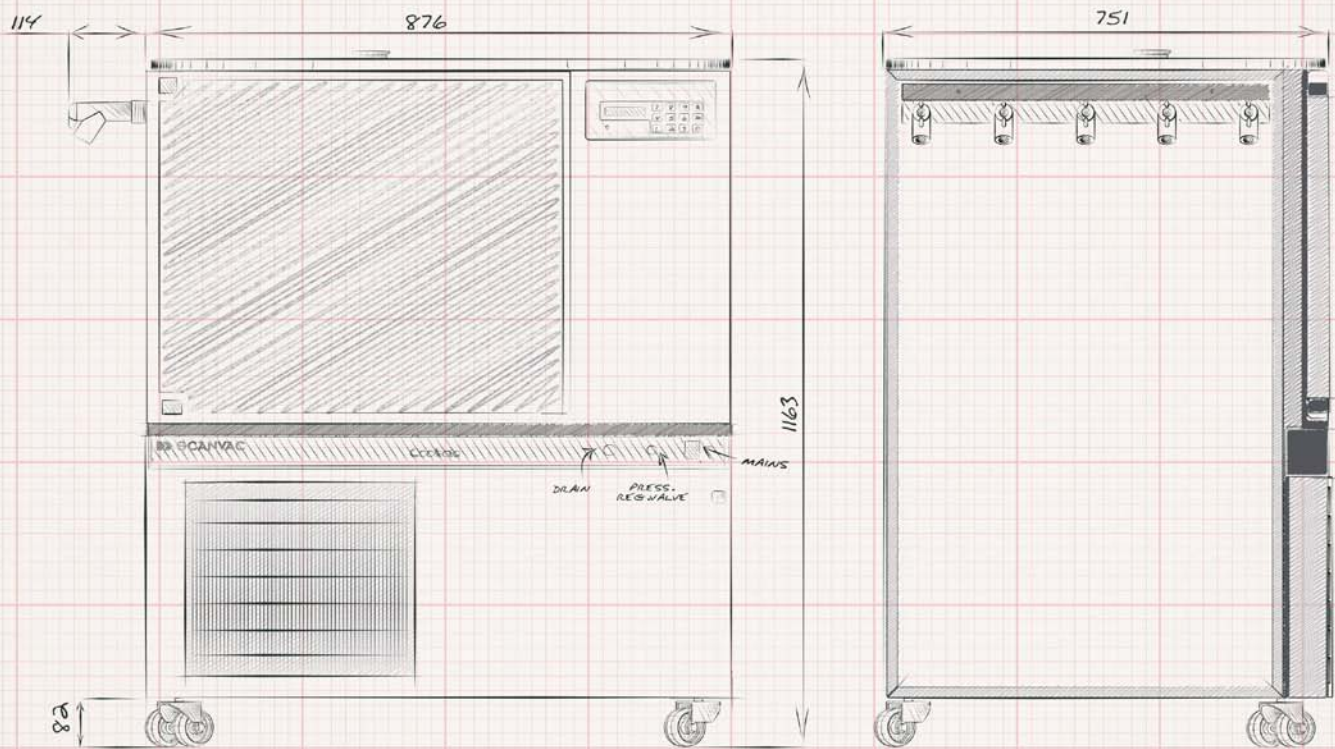 114
876
751
1163
SCANVAC
DRAIN
PRESS.
REG VALVE
MAINS
82